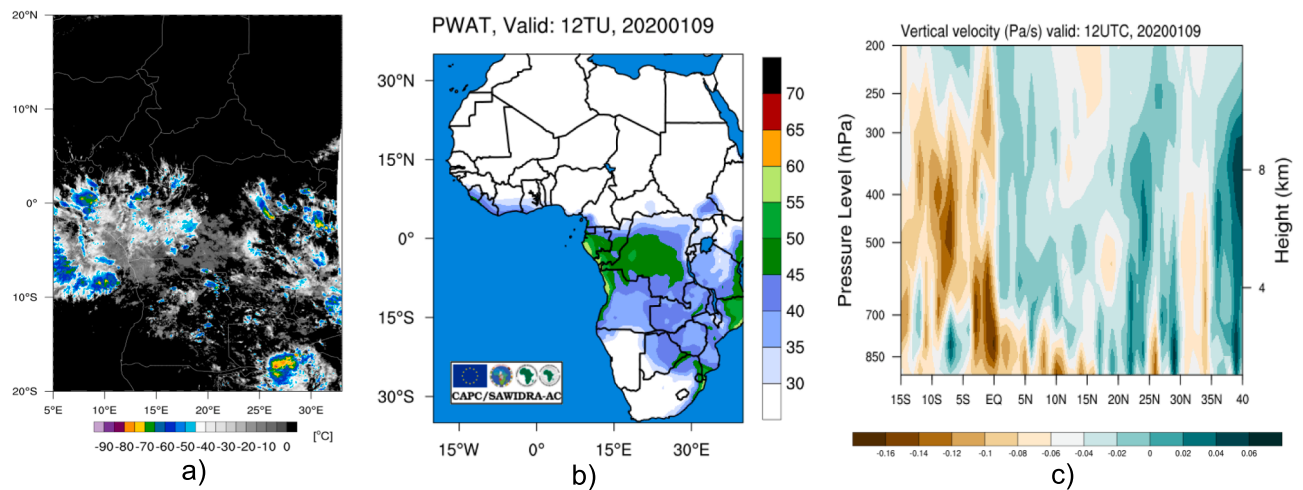 20°N
10°N
0°
10°S
20°S
5°E 10°E 15°E 20°E 25°E 30°E
-90 -80 -70 -60 -50 -40 -30 -20 -10 0 [°C]
a)
PWAT, Valid: 12TU, 20200109
30°N
15°N
0°
15°S
30°S
15°W 0° 15°E 30°E
70
65
60
55
50
45
40
35
30
CAPC/SAWIDRA-AC
b)
Vertical velocity (Pa/s) valid: 12UTC, 20200109
Pressure Level (hPa)
200
250
300
400
500
700
850
8
4
Height (km)
15S 10S 5S EQ 5N 10N 15N 20N 25N 30N 35N 40
-0.16 -0.14 -0.12 -0.1 -0.08 -0.06 -0.04 -0.02 0 0.02 0.04 0.06
c)